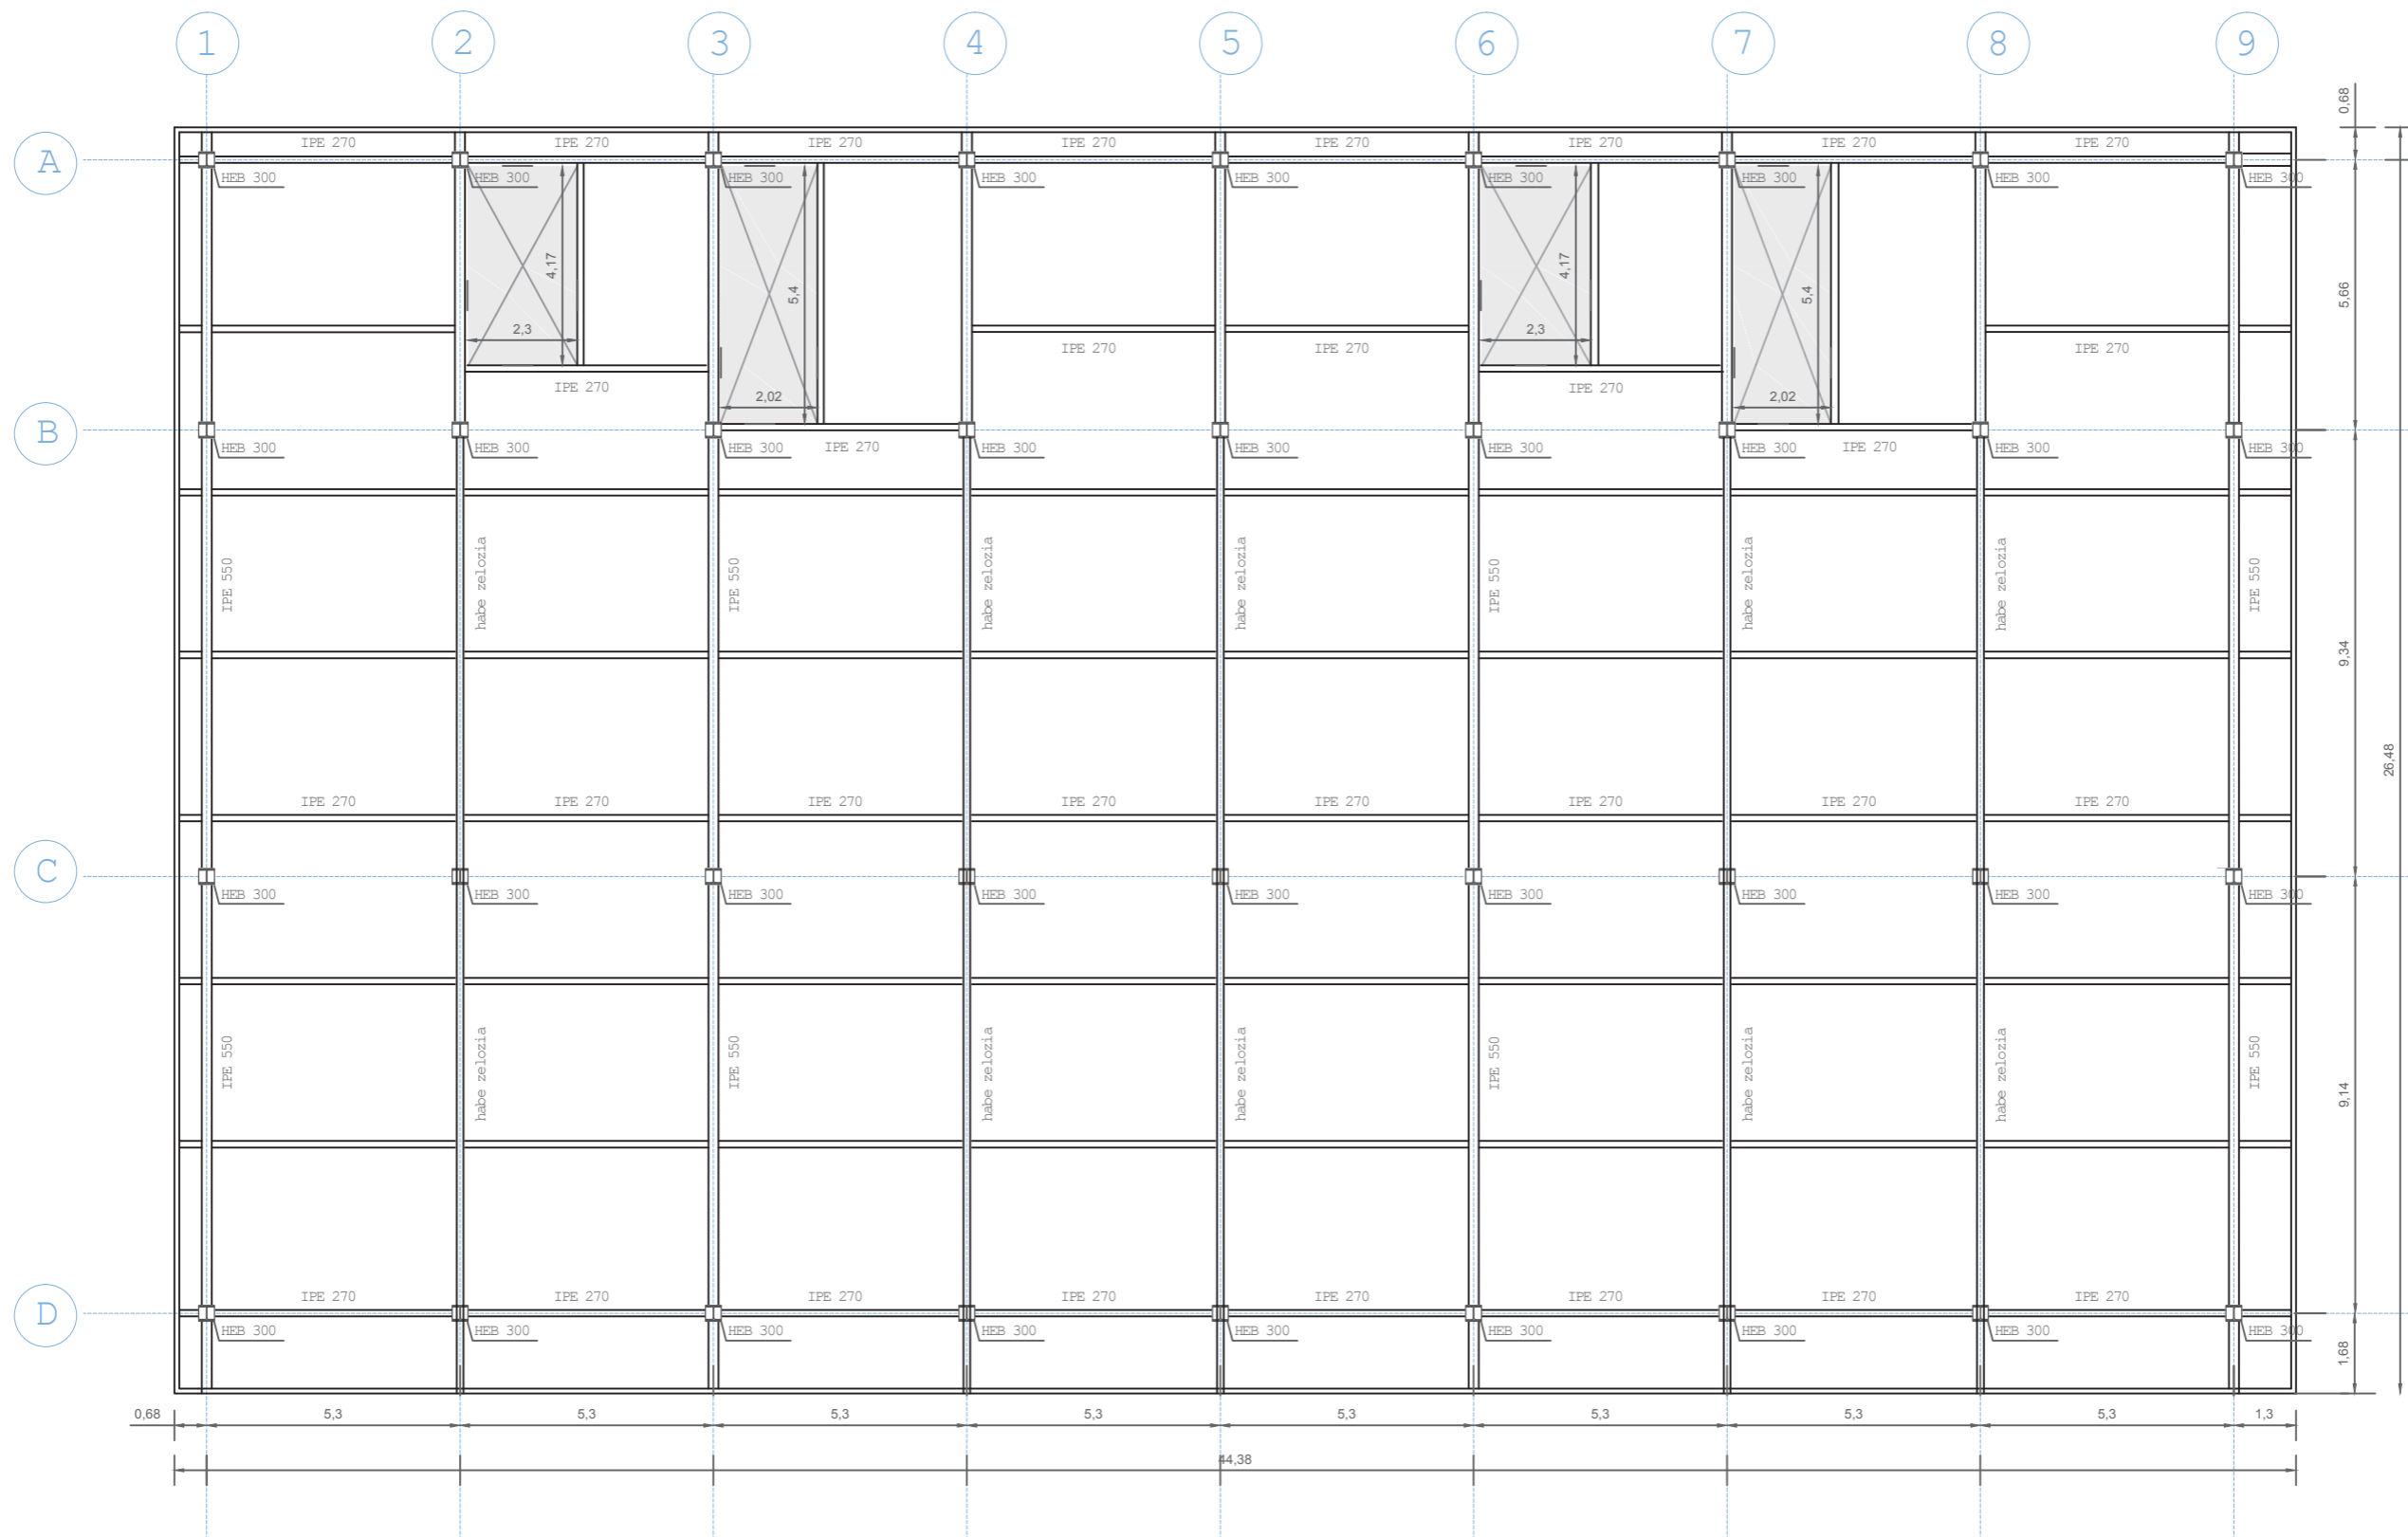 1 2 3 4 5 6 7 8 9
0,68
A
IPE 270 IPE 270 IPE 270 IPE 270 IPE 270 IPE 270 IPE 270 IPE 270
HEB 300 HEB 300 HEB 300 HEB 300 HEB 300 HEB 300 HEB 300 HEB 300 HEB 300
4,17 5,4 4,17 5,4
5,66
2,3 2,3
IPE 270 IPE 270 IPE 270
IPE 270 IPE 270
2,02 2,02
B
HEB 300 HEB 300 HEB 300 IPE 270 HEB 300 HEB 300 HEB 300 HEB 300 IPE 270 HEB 300 HEB 300
IPE 550 habe zelozia IPE 550 habe zelozia habe zelozia IPE 550 habe zelozia habe zelozia IPE 550
9,34
26,48
IPE 270 IPE 270 IPE 270 IPE 270 IPE 270 IPE 270 IPE 270 IPE 270
C
HEB 300 HEB 300 HEB 300 HEB 300 HEB 300 HEB 300 HEB 300 HEB 300 HEB 300
IPE 550 habe zelozia IPE 550 habe zelozia habe zelozia IPE 550 habe zelozia habe zelozia IPE 550
9,14
IPE 270 IPE 270 IPE 270 IPE 270 IPE 270 IPE 270 IPE 270 IPE 270
D
HEB 300 HEB 300 HEB 300 HEB 300 HEB 300 HEB 300 HEB 300 HEB 300 HEB 300
1,68
0,68 5,3 5,3 5,3 5,3 5,3 5,3 5,3 5,3 1,3
44,38